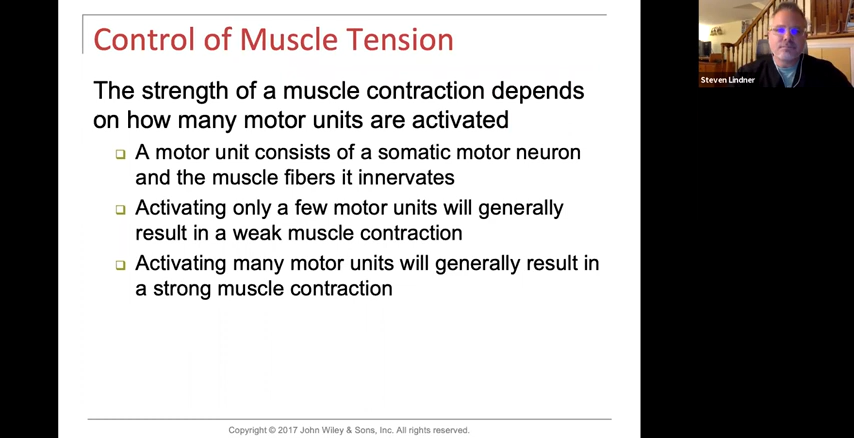 Control of Muscle Tension
The strength of a muscle contraction depends
on how many motor units are activated
A motor unit consists of a somatic motor neuron
and the muscle fibers it innervates
Activating only a few motor units will generally
result in a weak muscle contraction
Activating many motor units will generally result in
a strong muscle contraction
Copyright © 2017 John Wiley & Sons, Inc. All rights reserved.
Steven Lindner